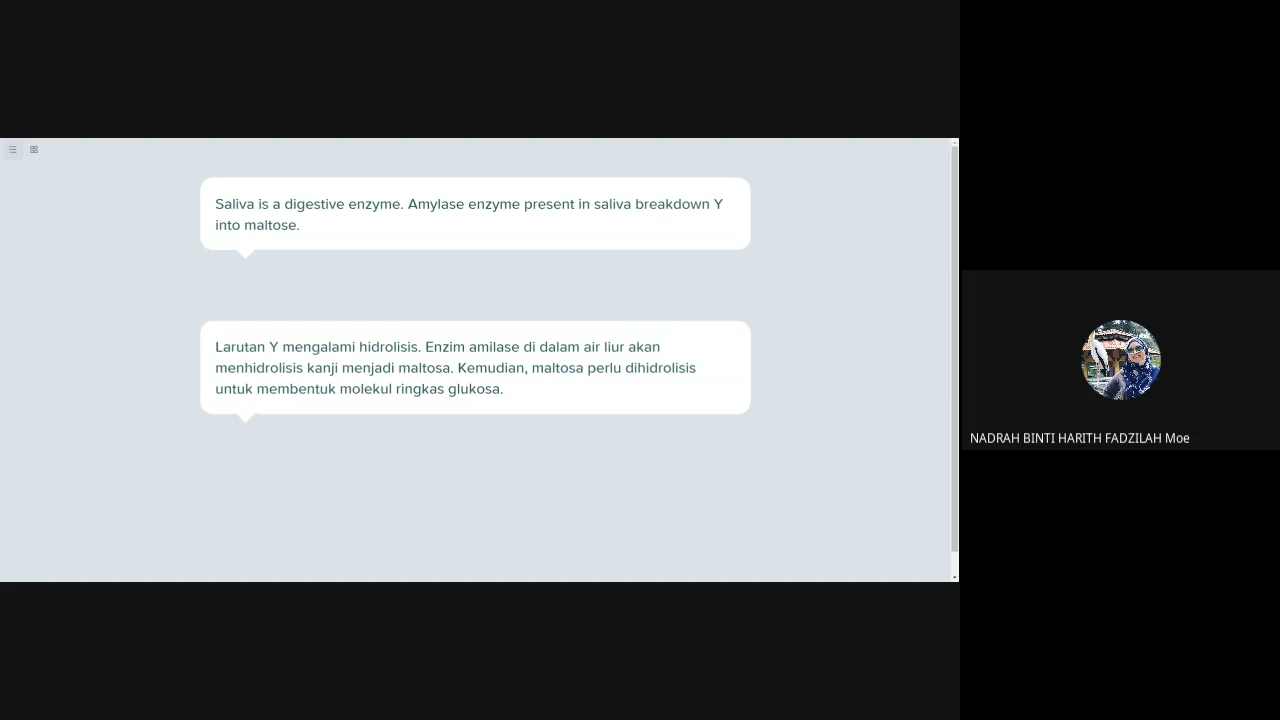 Saliva is a digestive enzyme. Amylase enzyme present in saliva breakdown Y
into maltose.
Larutan Y mengalami hidrolisis. Enzim amilase di dalam air liur akan
menhidrolisis kanji menjadi maltosa. Kemudian, maltosa perlu dihidrolisis
untuk membentuk molekul ringkas glukosa.
NADRAH BINTI HARITH FADZILAH Moe